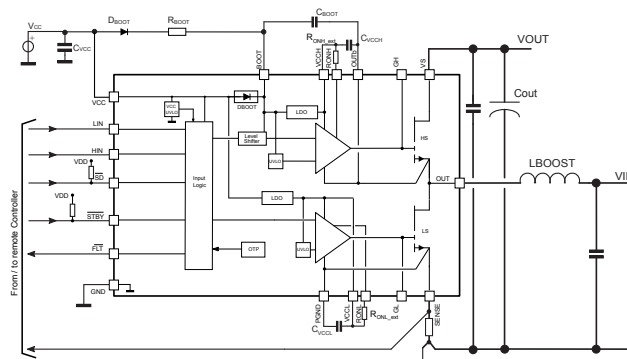 VCC
DBOOT
RBOOT
CBOOT
CVCC
RONH_ext
CVCCH
BOOT
VCCH
RONH
OUTb
GH
VS
VOUT
VCC
VCC
UVLO
DBOOT
LDO
Cout
LIN
Level
Shifter
HS
HIN
UVLO
VDD
SD
Input
Logic
OUT
LBOOST
VDD
LDO
STBY
LS
UVLO
OTP
FLT
GND
PGND
VCCL
RONL
GL
SENSE
CVCCL
RONL_ext
From / to remote Controller